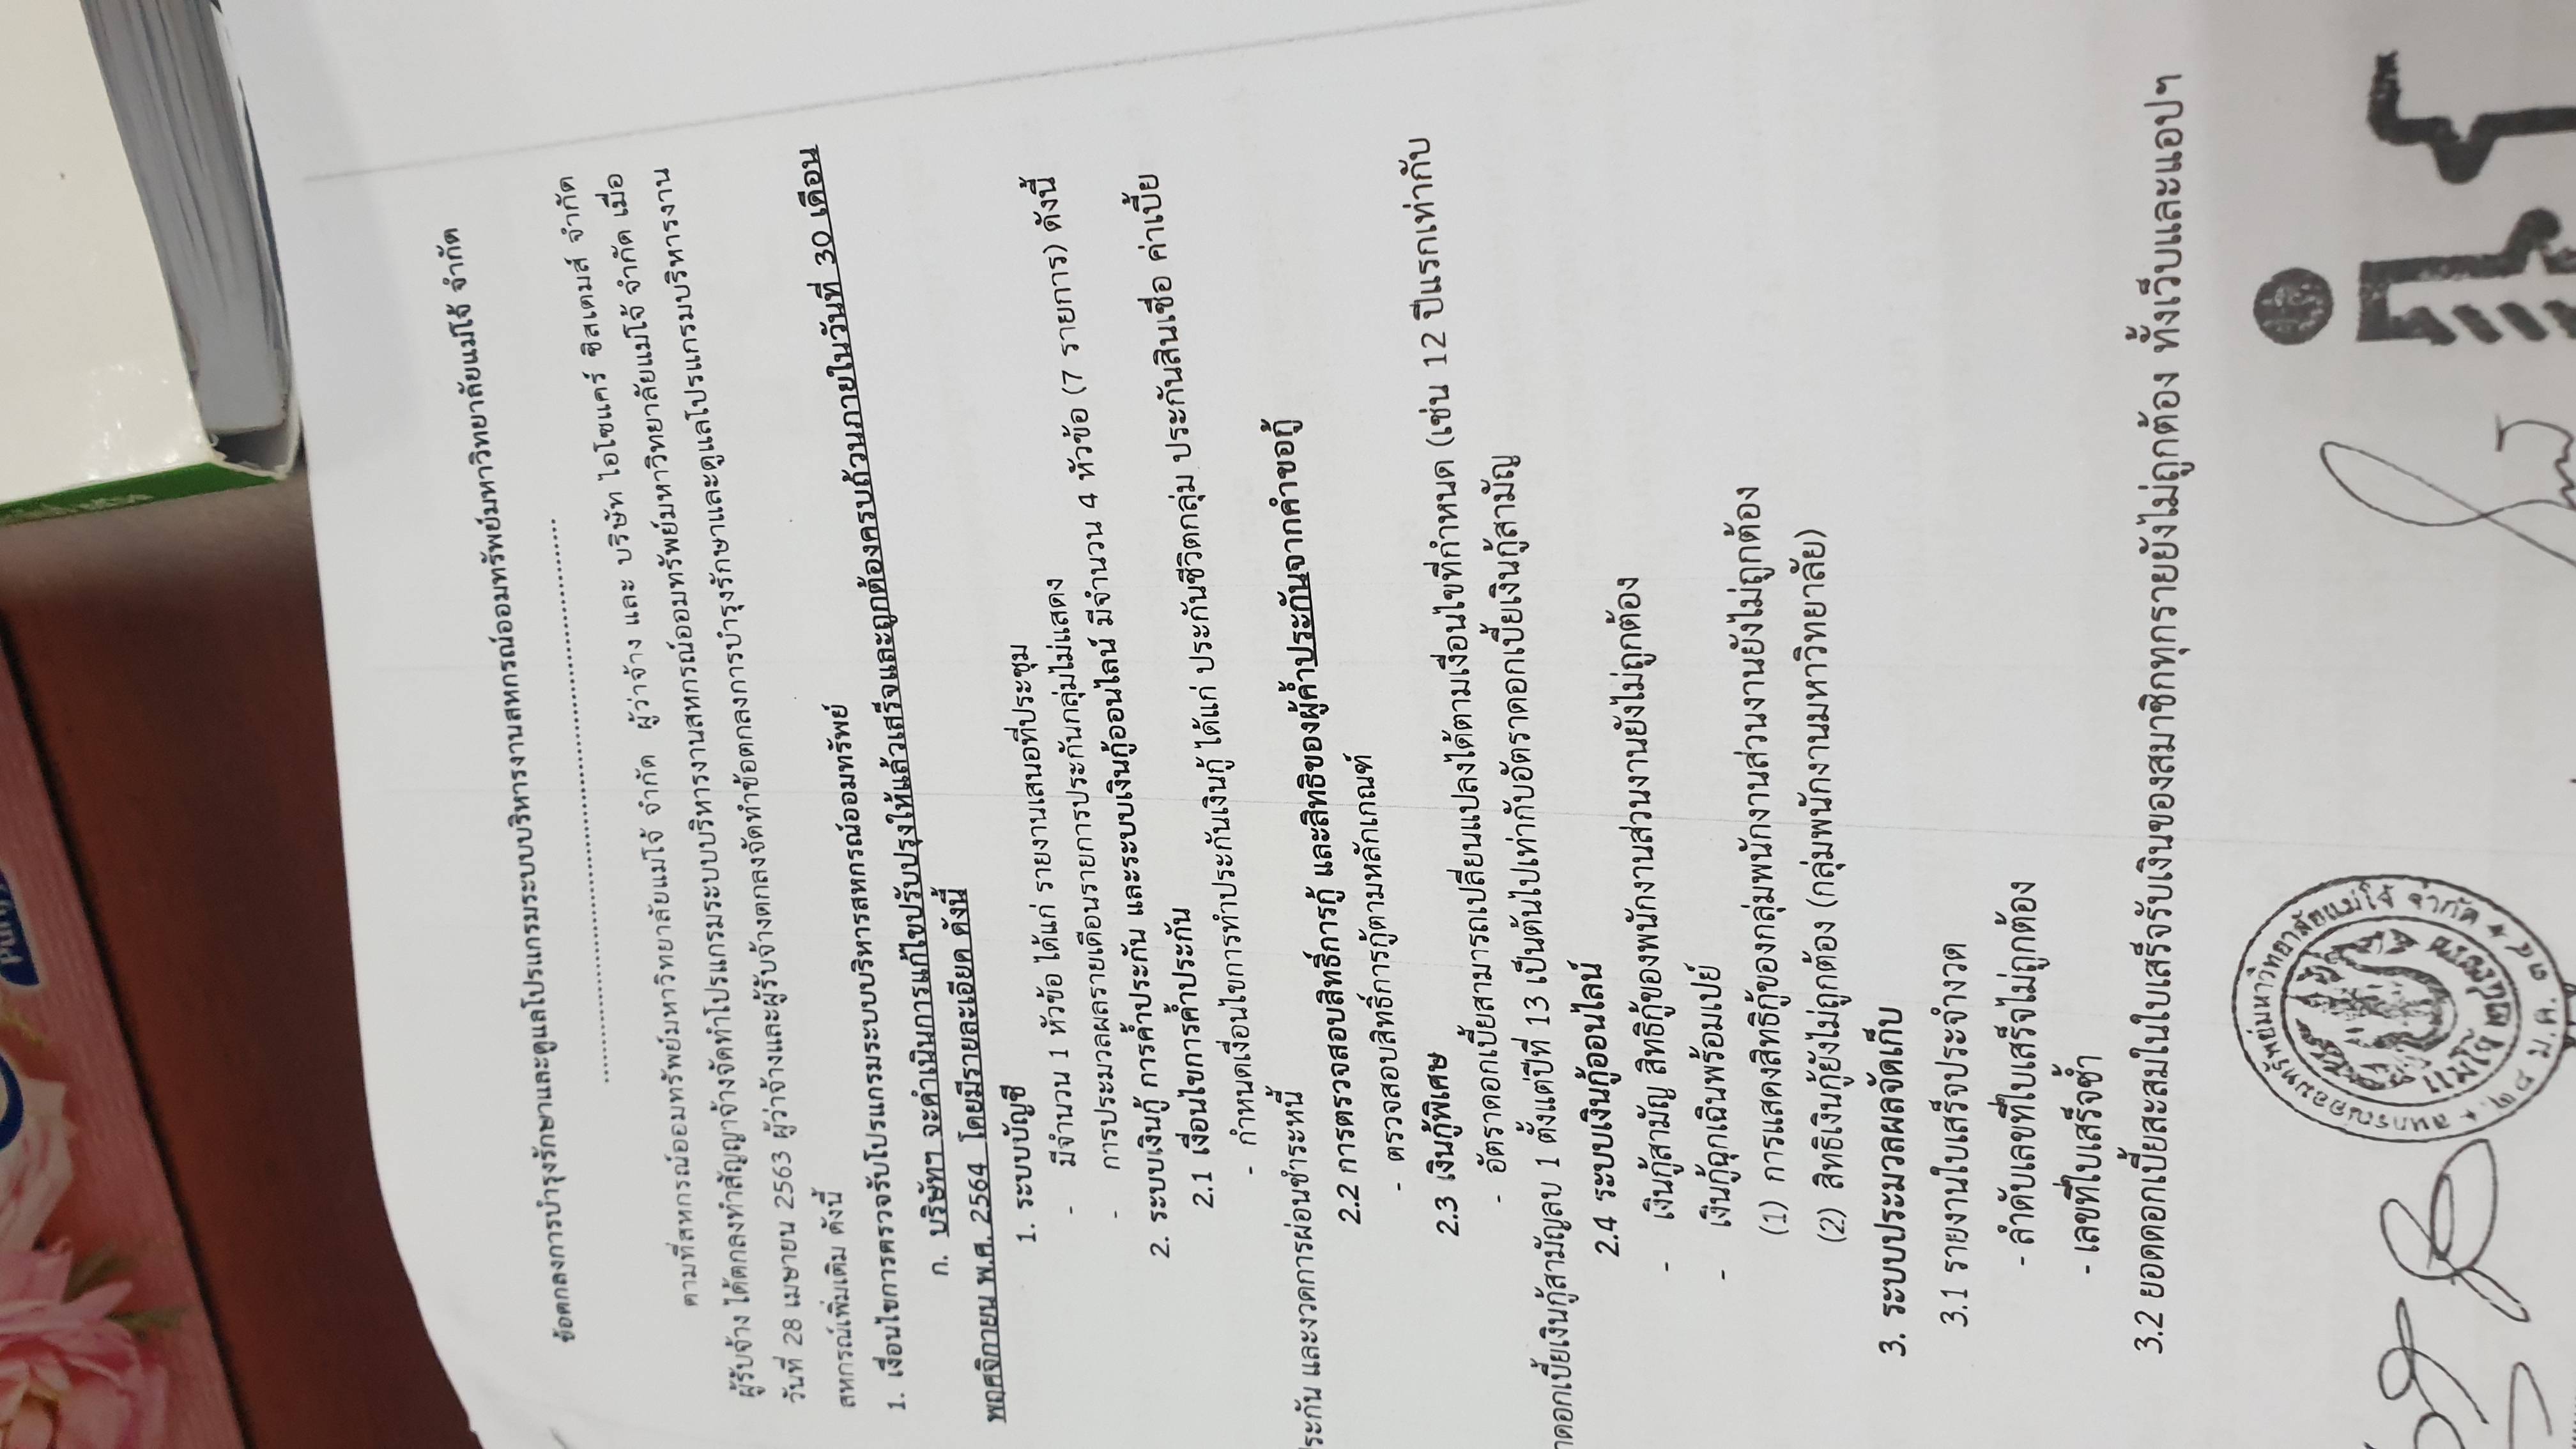 ข้อตกลงการบำรุงรักษาและดูแลโปรแกรมระบบบริหารงานสหกรณ์ออมทรัพย์มหาวิทยาลัยแม่โจ้ จำกัด
ตามที่สหกรณ์ออมทรัพย์มหาวิทยาลัยแม่โจ้ จำกัด ผู้ว่าจ้าง และ บริษัท ไอโซแคร์ ซิสเตมส์ จำกัด
ผู้รับจ้าง ได้ตกลงทำสัญญาจ้างจัดทำโปรแกรมระบบบริหารงานสหกรณ์ออมทรัพย์มหาวิทยาลัยแม่โจ้ จำกัด เมื่อ
วันที่ 28 เมษายน 2563 ผู้ว่าจ้างและผู้รับจ้างตกลงจัดทำข้อตกลงการบำรุงรักษาและดูแลโปรแกรมบริหารงาน
สหกรณ์เพิ่มเติม ดังนี้
1. เงื่อนไขการตรวจรับโปรแกรมระบบบริหารสหกรณ์ออมทรัพย์
ก. บริษัทฯ จะดำเนินการแก้ไขปรับปรุงให้แล้วเสร็จและถูกต้องครบถ้วนภายในวันที่ 30 เดือน
พฤศจิกายน พ.ศ. 2564 โดยมีรายละเอียด ดังนี้
1. ระบบบัญชี
- มีจำนวน 1 หัวข้อ ได้แก่ รายงานเสนอที่ประชุม
- การประมวลผลรายเดือนรายการประกันกลุ่มไม่แสดง
2. ระบบเงินกู้ การค้ำประกัน และระบบเงินกู้ออนไลน์ มีจำนวน 4 หัวข้อ (7 รายการ) ดังนี้
2.1 เงื่อนไขการค้ำประกัน
- กำหนดเงื่อนไขการทำประกันเงินกู้ ได้แก่ ประกันชีวิตกลุ่ม ประกันสินเชื่อ ค่าเบี้ย
ประกัน และงวดการผ่อนชำระหนี้
2.2 การตรวจสอบสิทธิ์การกู้ และสิทธิของผู้ค้ำประกันจากคำขอกู้
- ตรวจสอบสิทธิ์การกู้ตามหลักเกณฑ์
2.3 เงินกู้พิเศษ
- อัตราดอกเบี้ยสามารถเปลี่ยนแปลงได้ตามเงื่อนไขที่กำหนด (เช่น 12 ปีแรกเท่ากับ
าดอกเบี้ยเงินกู้สามัญลบ 1 ตั้งแต่ปีที่ 13 เป็นต้นไปเท่ากับอัตราดอกเบี้ยเงินกู้สามัญ
2.4 ระบบเงินกู้ออนไลน์
- เงินกู้สามัญ สิทธิกู้ของพนักงานส่วนงานยังไม่ถูกต้อง
- เงินกู้ฉุกเฉินพร้อมเปย์
(1) การแสดงสิทธิกู้ของกลุ่มพนักงานส่วนงานยังไม่ถูกต้อง
(2) สิทธิเงินกู้ยังไม่ถูกต้อง (กลุ่มพนักงานมหาวิทยาลัย)
3. ระบบประมวลผลจัดเก็บ
3.1 รายงานใบเสร็จประจำงวด
- ลำดับเลขที่ใบเสร็จไม่ถูกต้อง
- เลขที่ใบเสร็จซ้ำ
3.2 ยอดดอกเบี้ยสะสมในใบเสร็จรับเงินของสมาชิกทุกรายยังไม่ถูกต้อง ทั้งเว็บและแอปฯ
สหกรณ์ออมทรัพย์มหาวิทยาลัยแม่โจ้ จำกัด